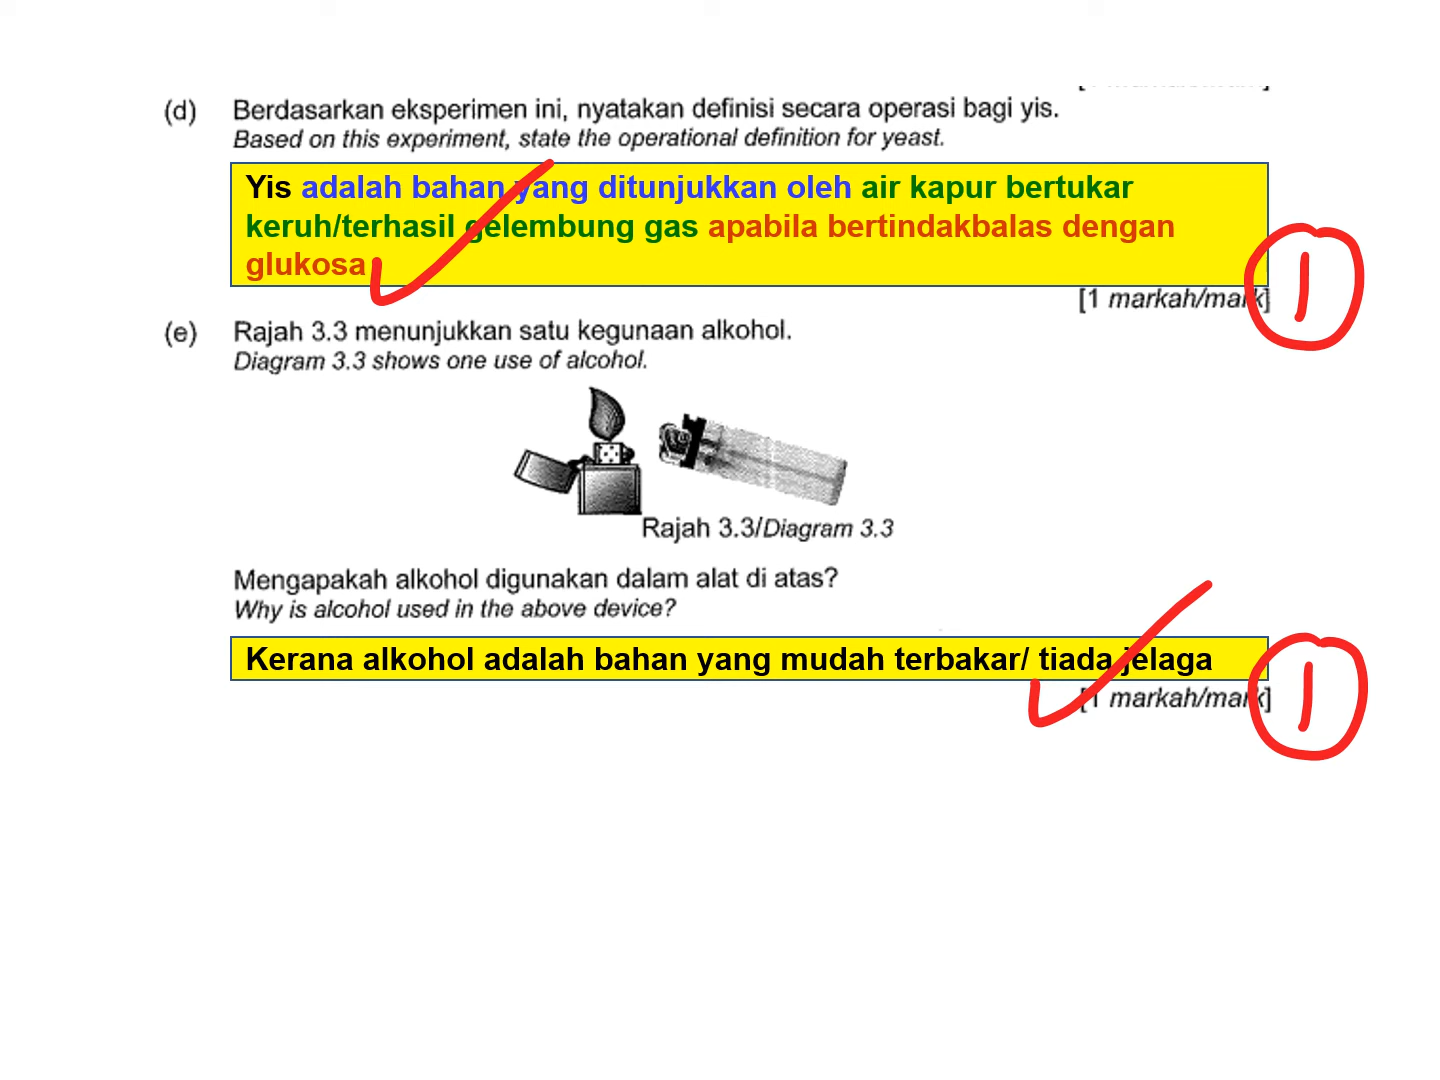 (d) Berdasarkan eksperimen ini, nyatakan definisi secara operasi bagi yis.
Based on this experiment, state the operational definition for yeast.
Yis adalah bahan yang ditunjukkan oleh air kapur bertukar
keruh/terhasil gelembung gas apabila bertindakbalas dengan
glukosa
[1 markah/mark]
1
(e) Rajah 3.3 menunjukkan satu kegunaan alkohol.
Diagram 3.3 shows one use of alcohol.
Rajah 3.3/Diagram 3.3
Mengapakah alkohol digunakan dalam alat di atas?
Why is alcohol used in the above device?
Kerana alkohol adalah bahan yang mudah terbakar/ tiada jelaga
[1 markah/mark]
1